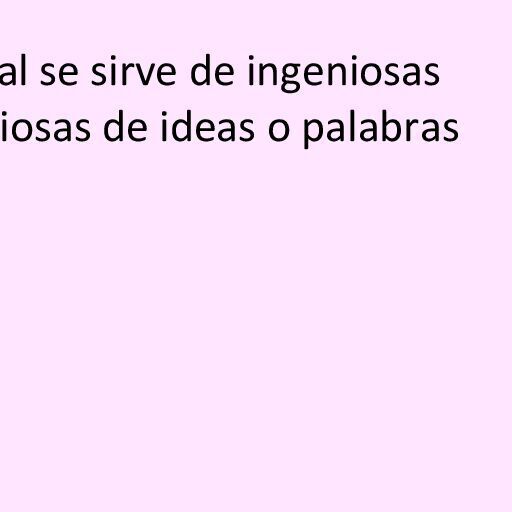 al se sirve de ingeniosas
iosas de ideas o palabras